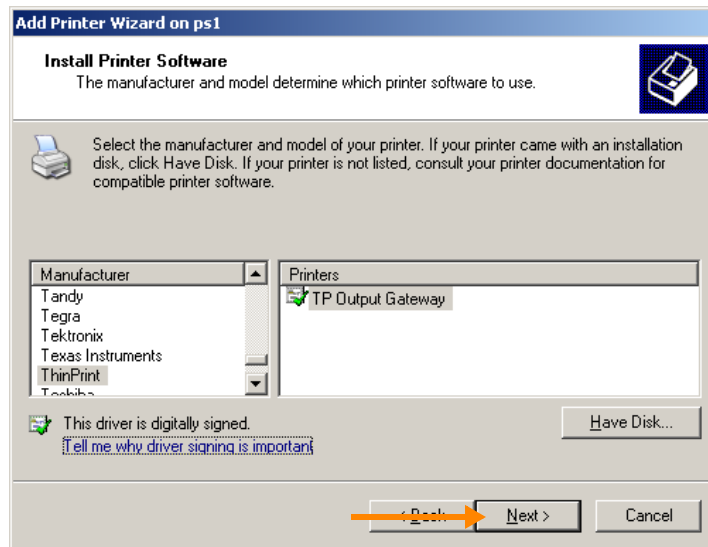 Add Printer Wizard on ps1
Install Printer Software
The manufacturer and model determine which printer software to use.
Select the manufacturer and model of your printer. If your printer came with an installation
disk, click Have Disk. If your printer is not listed, consult your printer documentation for
compatible printer software.
Manufacturer
Tandy
Tegra
Tektronix
Texas Instruments
ThinPrint
Toshiba
Printers
TP Output Gateway
This driver is digitally signed.
Tell me why driver signing is important
Have Disk...
< Back
Next >
Cancel